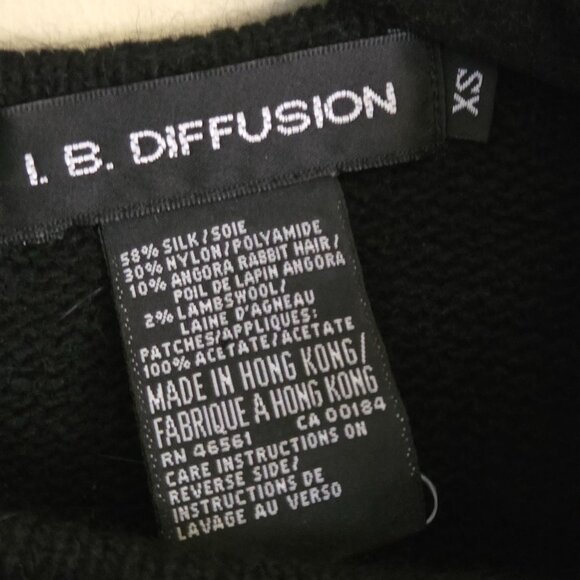 I. B. DIFFUSION
XS
58% SILK/SOIE
30% NYLON/POLYAMIDE
10% ANGORA RABBIT HAIR/
POIL DE LAPIN ANGORA
2% LAMBSWOOL/
LAINE D'AGNEAU
PATCHES/APPLIQUES:
100% ACETATE/ACETATE
MADE IN HONG KONG/
FABRIQUE A HONG KONG
RN 46561 CA 00184
CARE INSTRUCTIONS ON
REVERSE SIDE/
INSTRUCTIONS DE
LAVAGE AU VERSO